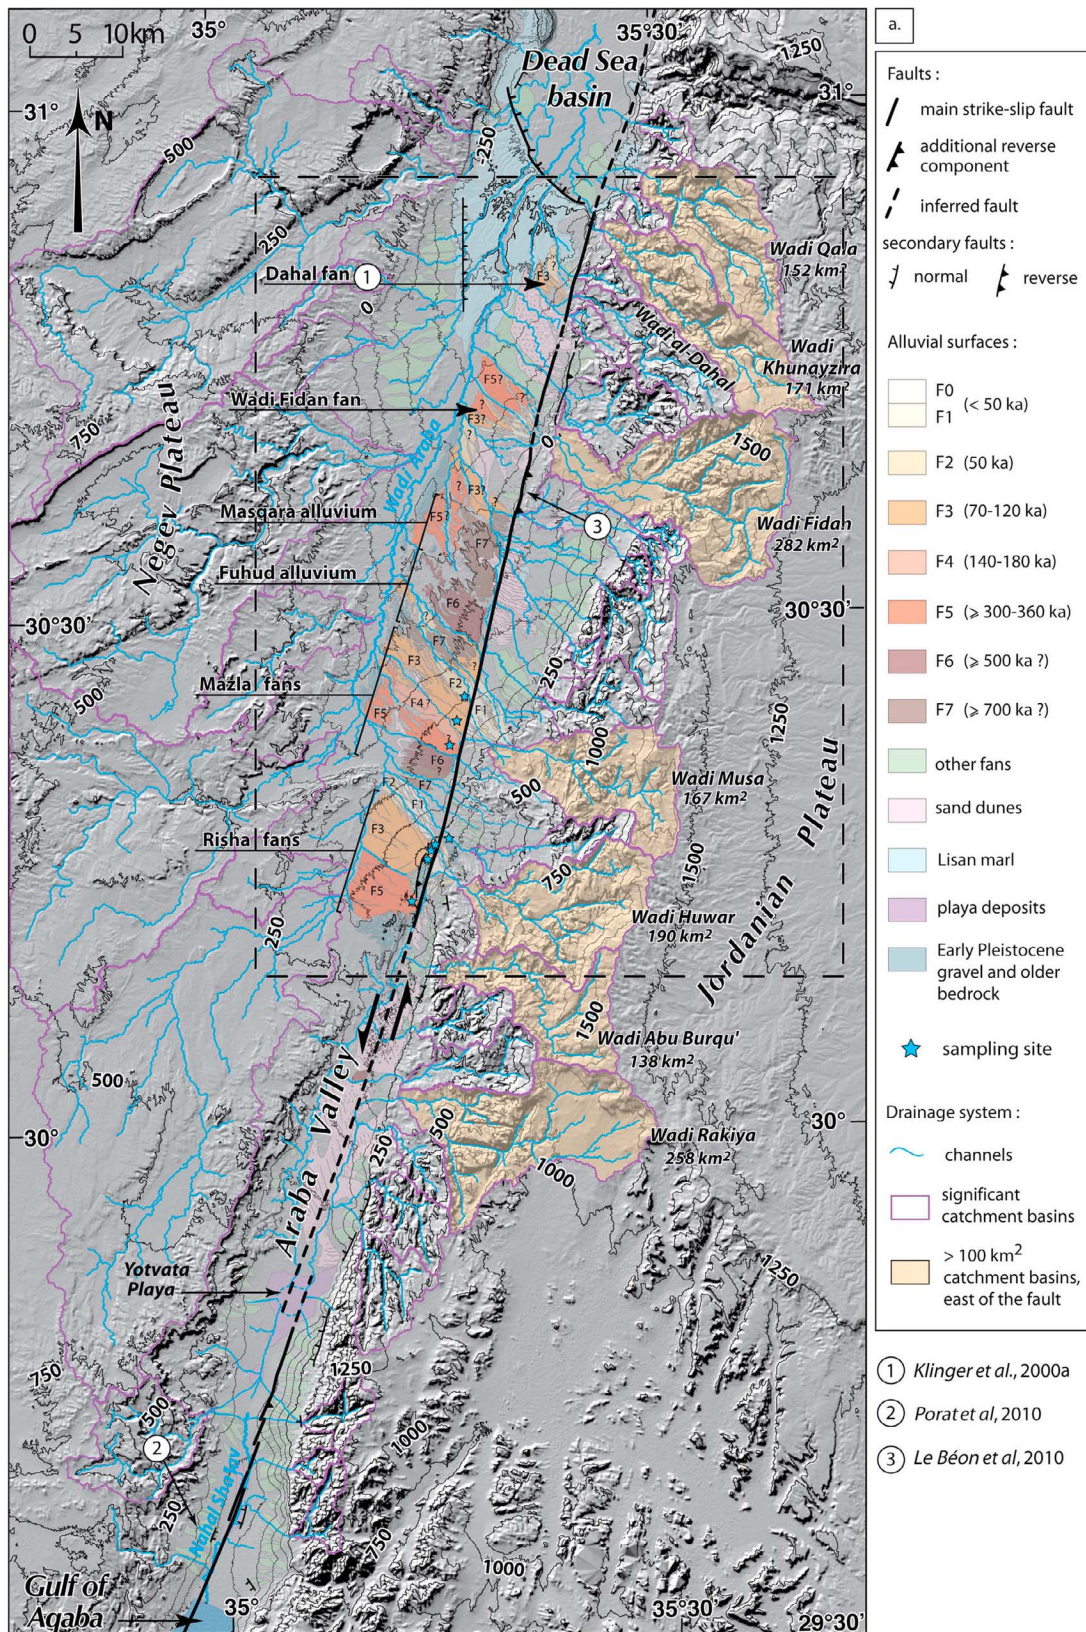 35°
35°30'
0 5 10km
1250
a.
Dead Sea
basin
31°
31°
N
500
250
250
Wadi Qala
152 km²
Dahal fan
1
F3
0
Wadi al-Dahal
Wadi
Khunayzira
171 km²
F5?
?
Wadi Fidan fan
F3?
?
750
0
1500
Negev Plateau
Wadi Araba
?
F3?
?
?
Masqara alluvium
F5
?
3
Wadi Fidan
282 km²
F7
Fuhud alluvium
F6
30°30'
30°30'
F7
?
250
F3
F2
500
Mazla fans
F4?
F1
F5
?
1250
1000
F6
?
Wadi Musa
167 km²
F2
F7
500
F1
Plateau
Risha fans
F3
750
1500
F5
Wadi Huwar
190 km²
250
Jordanian
1500
Wadi Abu Burqu'
138 km²
500
30°
30°
500
250
Wadi Rakiya
258 km²
1000
Araba Valley
Yotvata
Playa
1250
750
1250
500
2
1000
250
Nahal Sha'av
750
1000
Gulf of
Aqaba
35°
35°30'
29°30'
Faults :
main strike-slip fault
additional reverse
component
inferred fault
secondary faults :
normal
reverse
Alluvial surfaces :
F0
F1
(< 50 ka)
F2 (50 ka)
F3 (70-120 ka)
F4 (140-180 ka)
F5 (⩾ 300-360 ka)
F6 (⩾ 500 ka ?)
F7 (⩾ 700 ka ?)
other fans
sand dunes
Lisan marl
playa deposits
Early Pleistocene
gravel and older
bedrock
sampling site
Drainage system :
channels
significant
catchment basins
> 100 km²
catchment basins,
east of the fault
1 Klinger et al., 2000a
2 Porat et al, 2010
3 Le Béon et al, 2010